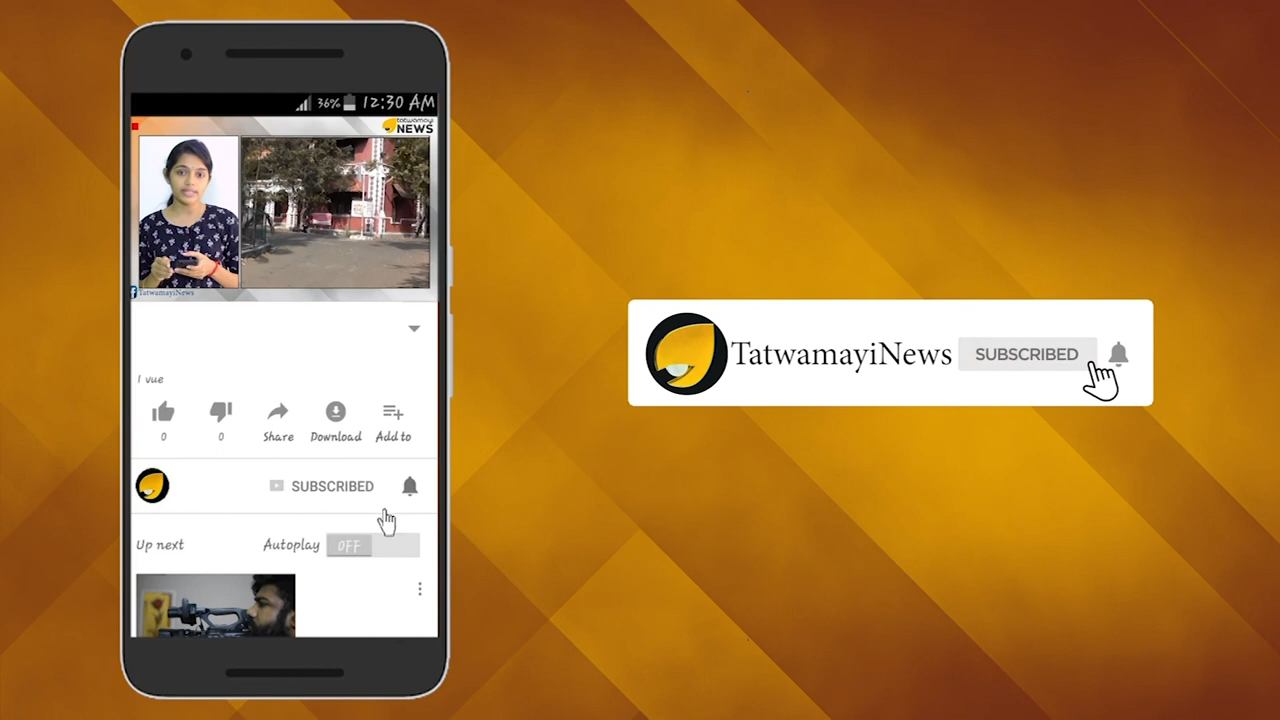 36% 12:30 AM
tatwamayi
NEWS
TatwamayiNews
1 vue
0 0 Share Download Add to
SUBSCRIBED
Up next Autoplay OFF
TatwamayiNews SUBSCRIBED